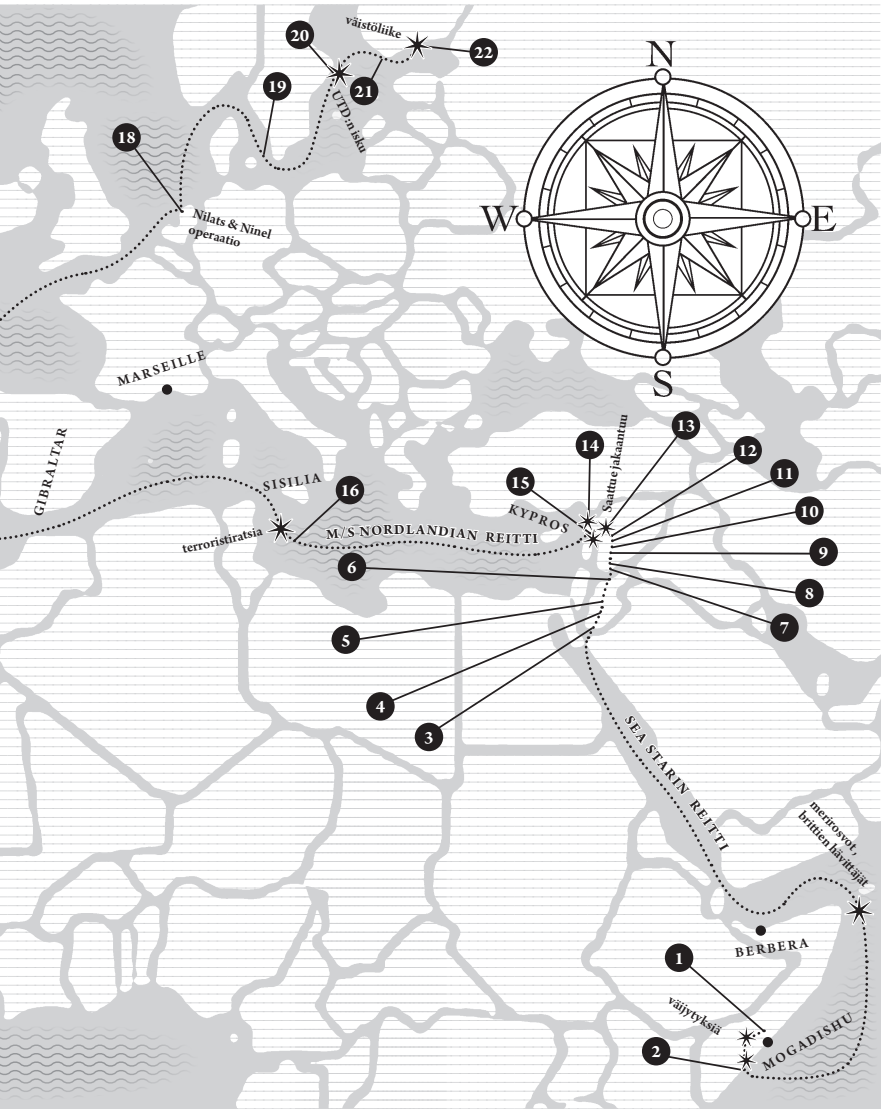 20
väistöliike
22
19
21
UTD:n isku
18
Nilats & Ninel
operaatio
N
W
E
S
MARSEILLE
GIBRALTAR
SISILIA
16
terroristiratsia
M/S NORDLANDIAN REITTI
15
14
KYPROS
Saattue jakaantuu
13
12
11
10
9
8
7
6
5
4
3
SEA STARIN REITTI
merirosvot,
brittien hävittäjät
BERBERA
1
väijytyksiä
2
MOGADISHU